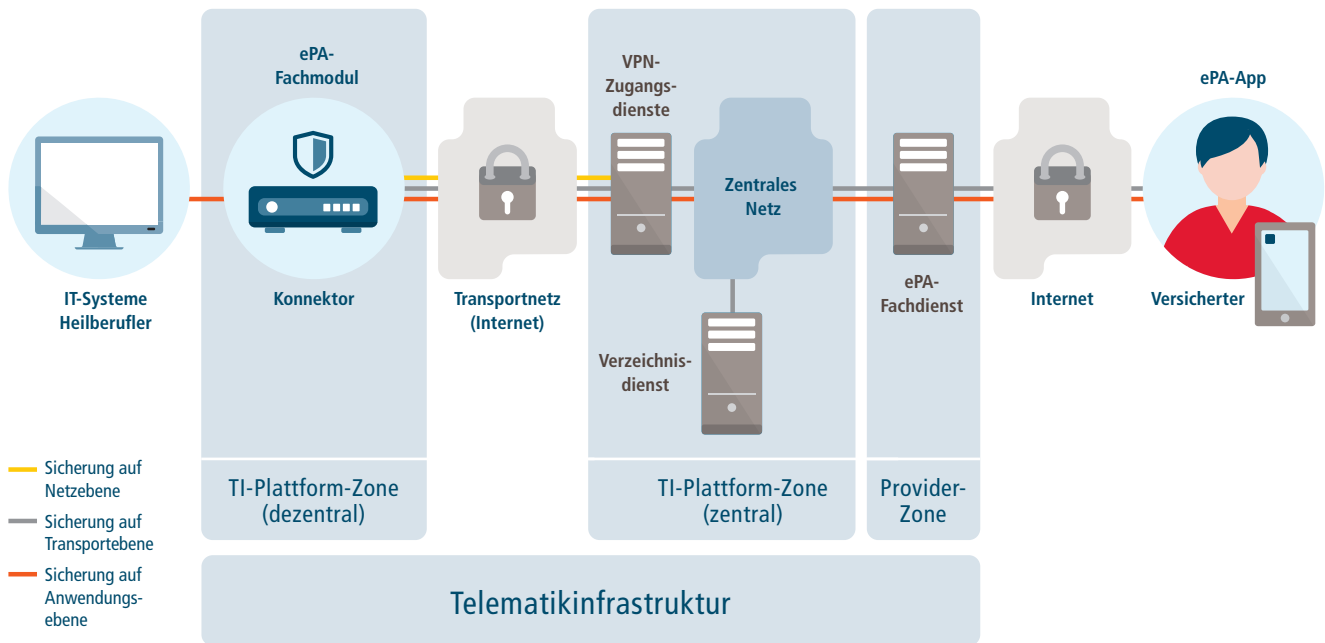 ePA-
Fachmodul
VPN-
Zugangs-
dienste
ePA-App
Zentrales
Netz
IT-Systeme
Heilberufler
Konnektor
Transportnetz
(Internet)
ePA-
Fachdienst
Internet
Versicherter
Verzeichnis-
dienst
Sicherung auf
Netzebene
Sicherung auf
Transportebene
Sicherung auf
Anwendungs-
ebene
TI-Plattform-Zone
(dezentral)
TI-Plattform-Zone
(zentral)
Provider-
Zone
Telematikinfrastruktur